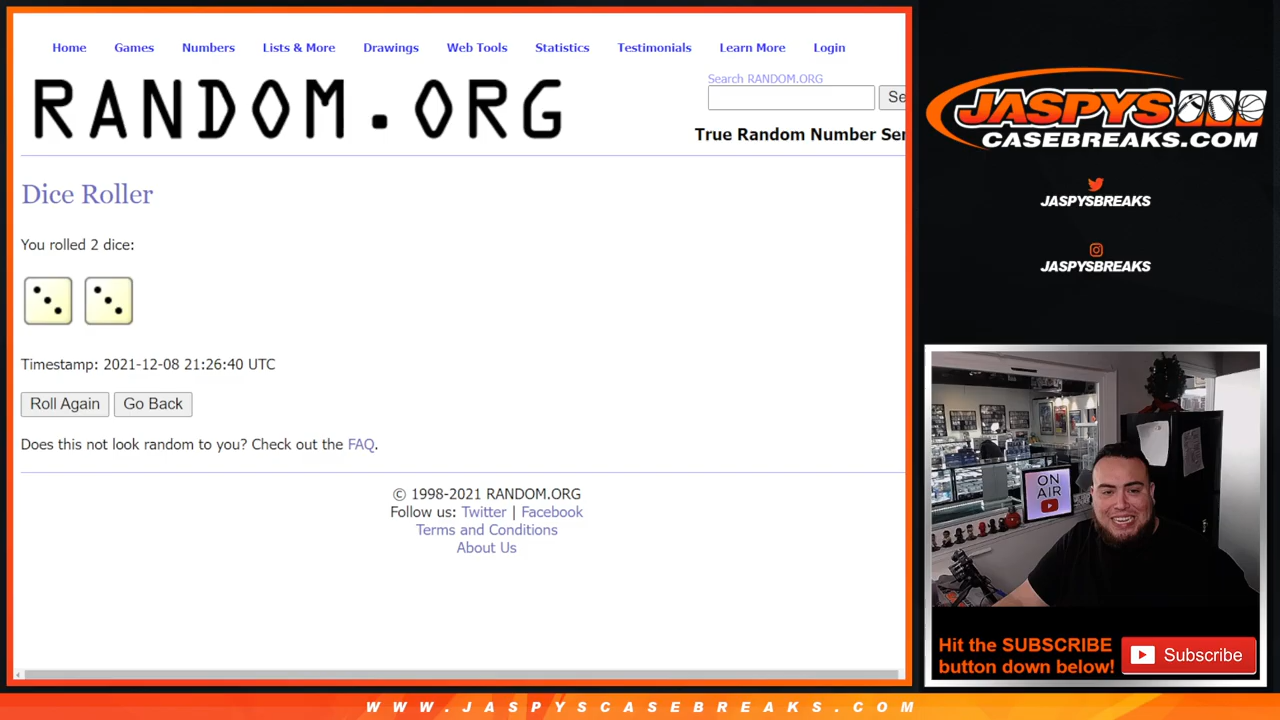 Home Games Numbers Lists & More Drawings Web Tools Statistics Testimonials Learn More Login
RANDOM.ORG
Search RANDOM.ORG
Se
True Random Number Ser
Dice Roller
You rolled 2 dice:
Timestamp: 2021-12-08 21:26:40 UTC
Roll Again Go Back
Does this not look random to you? Check out the FAQ.
© 1998-2021 RANDOM.ORG
Follow us: Twitter | Facebook
Terms and Conditions
About Us
JASPYS
CASEBREAKS.COM
JASPYSBREAKS
JASPYSBREAKS
ON
AIR
Hit the SUBSCRIBE
button down below!
Subscribe
WWW.JASPYSCASEBREAKS.COM